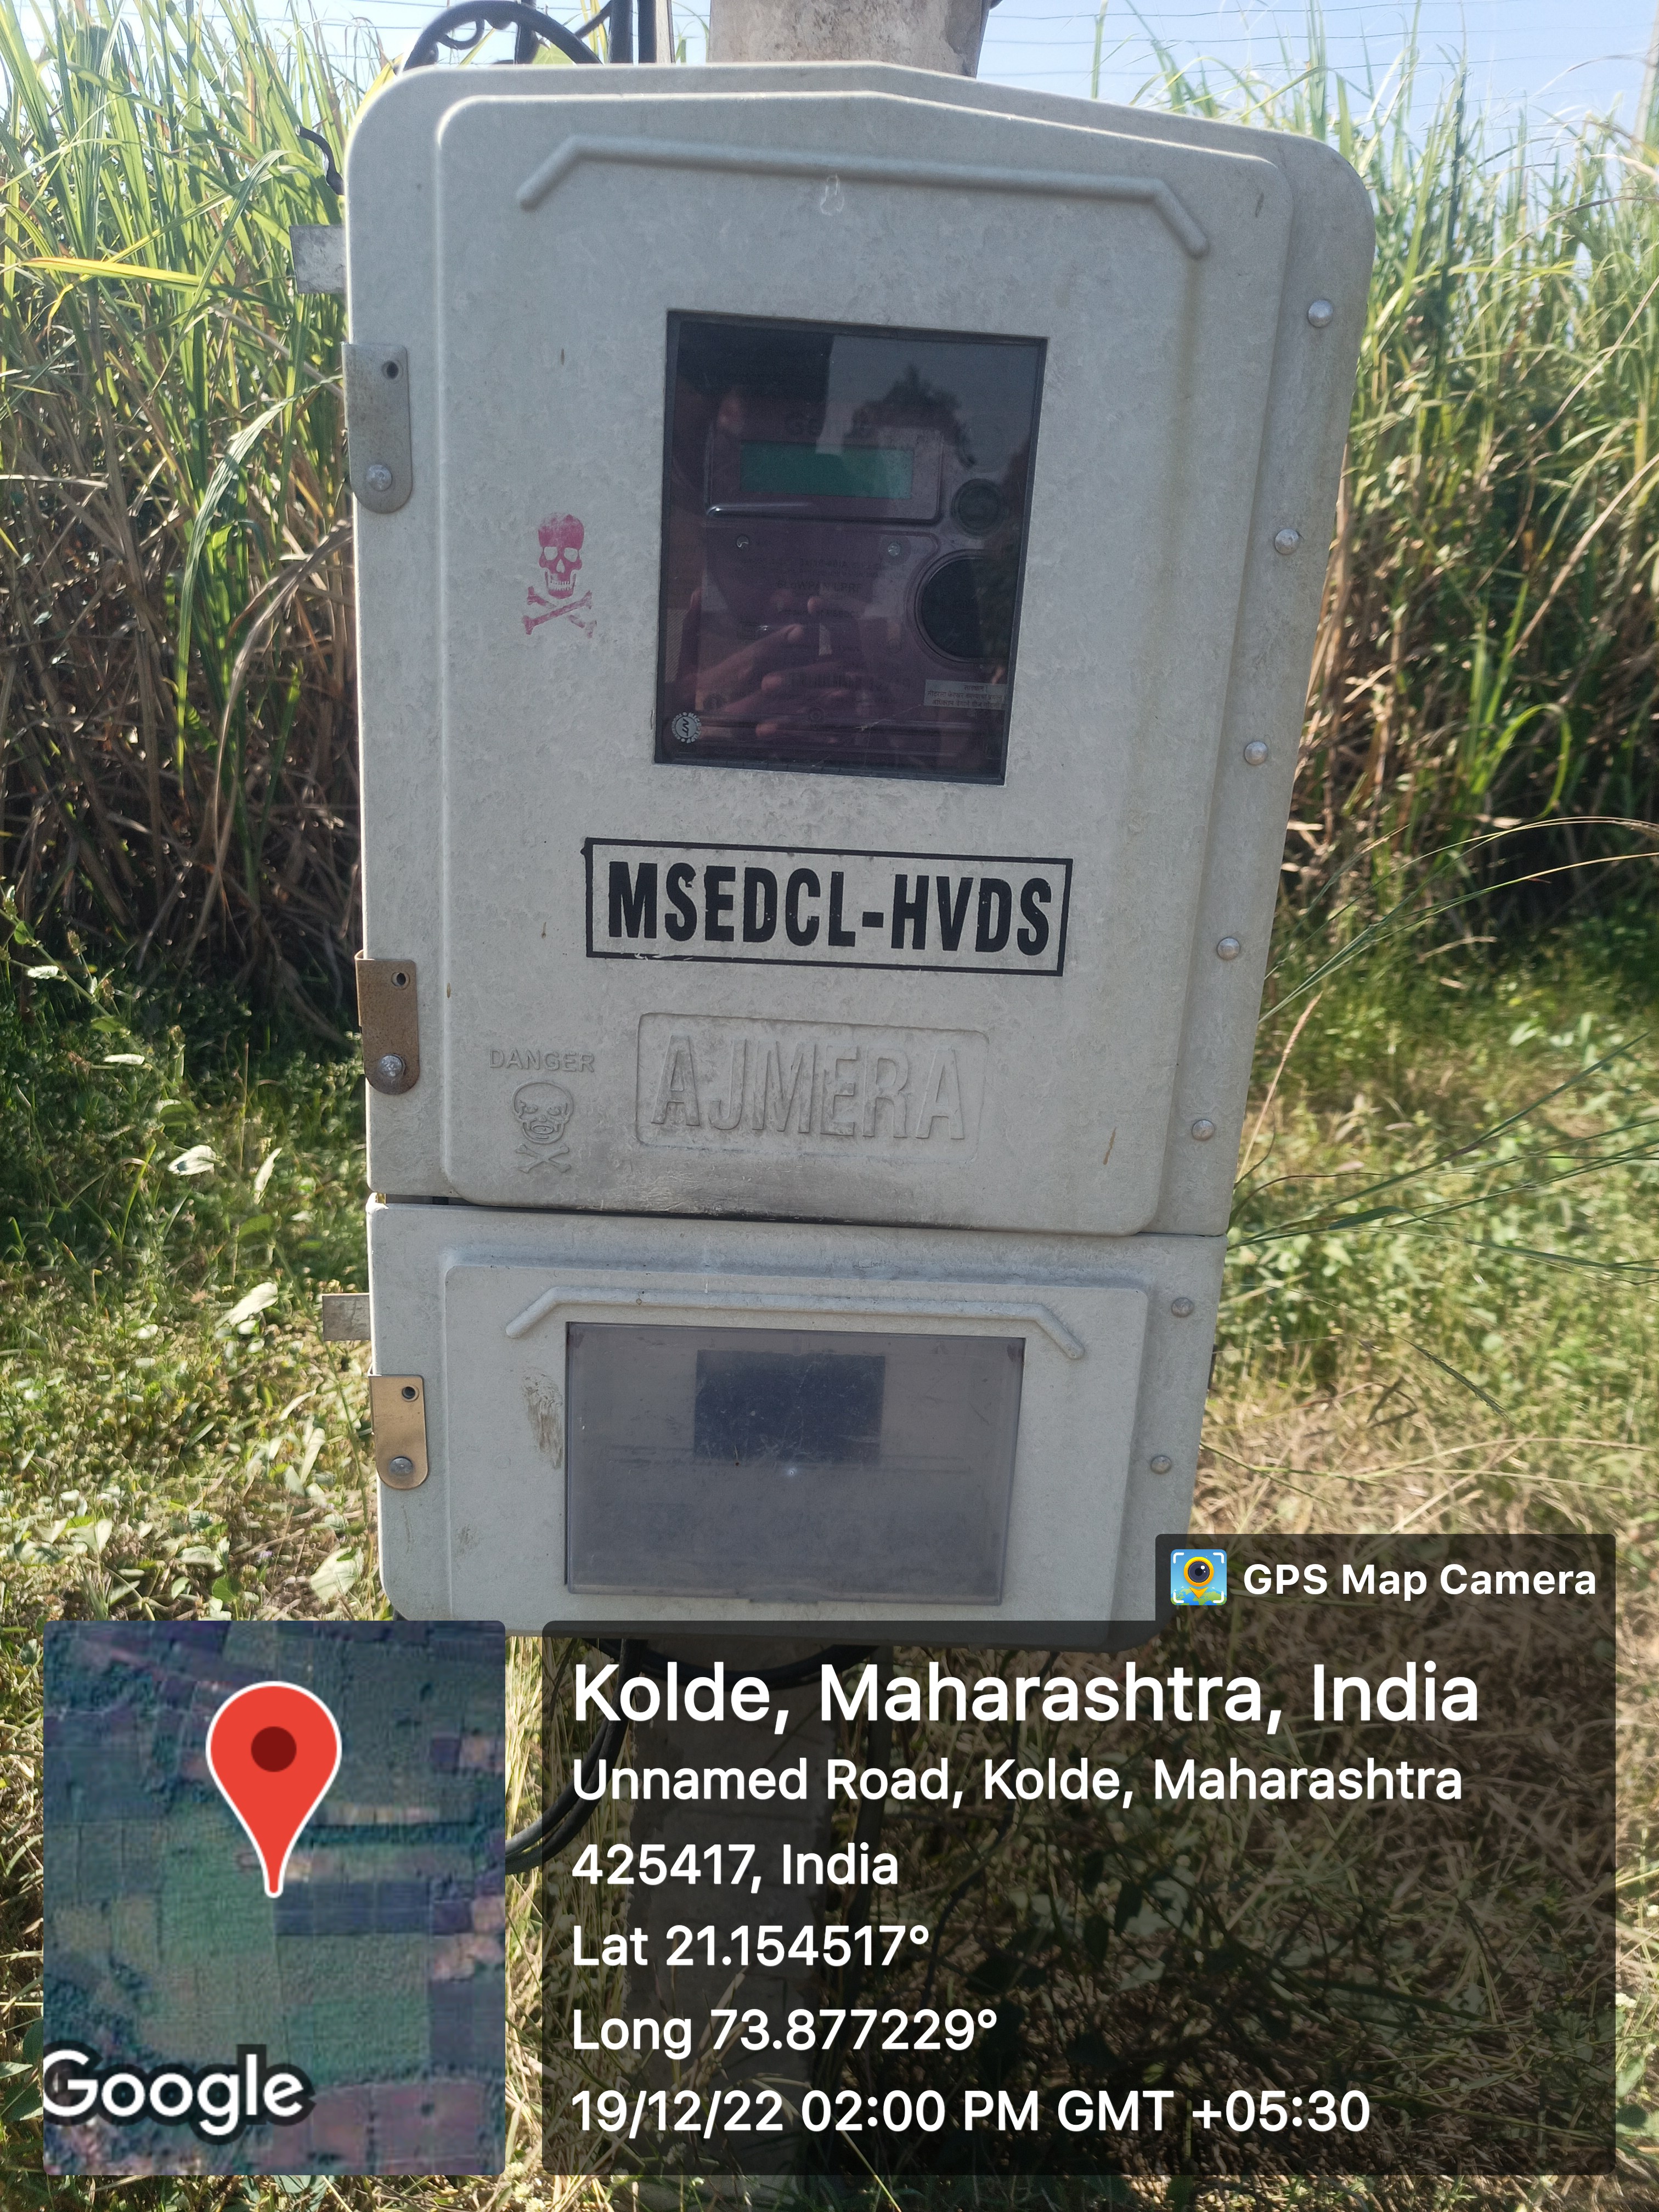 MSEDCL-HVDS
DANGER
AJMERA
GPS Map Camera
Kolde, Maharashtra, India
Unnamed Road, Kolde, Maharashtra
425417, India
Lat 21.154517°
Long 73.877229°
19/12/22 02:00 PM GMT +05:30
Google